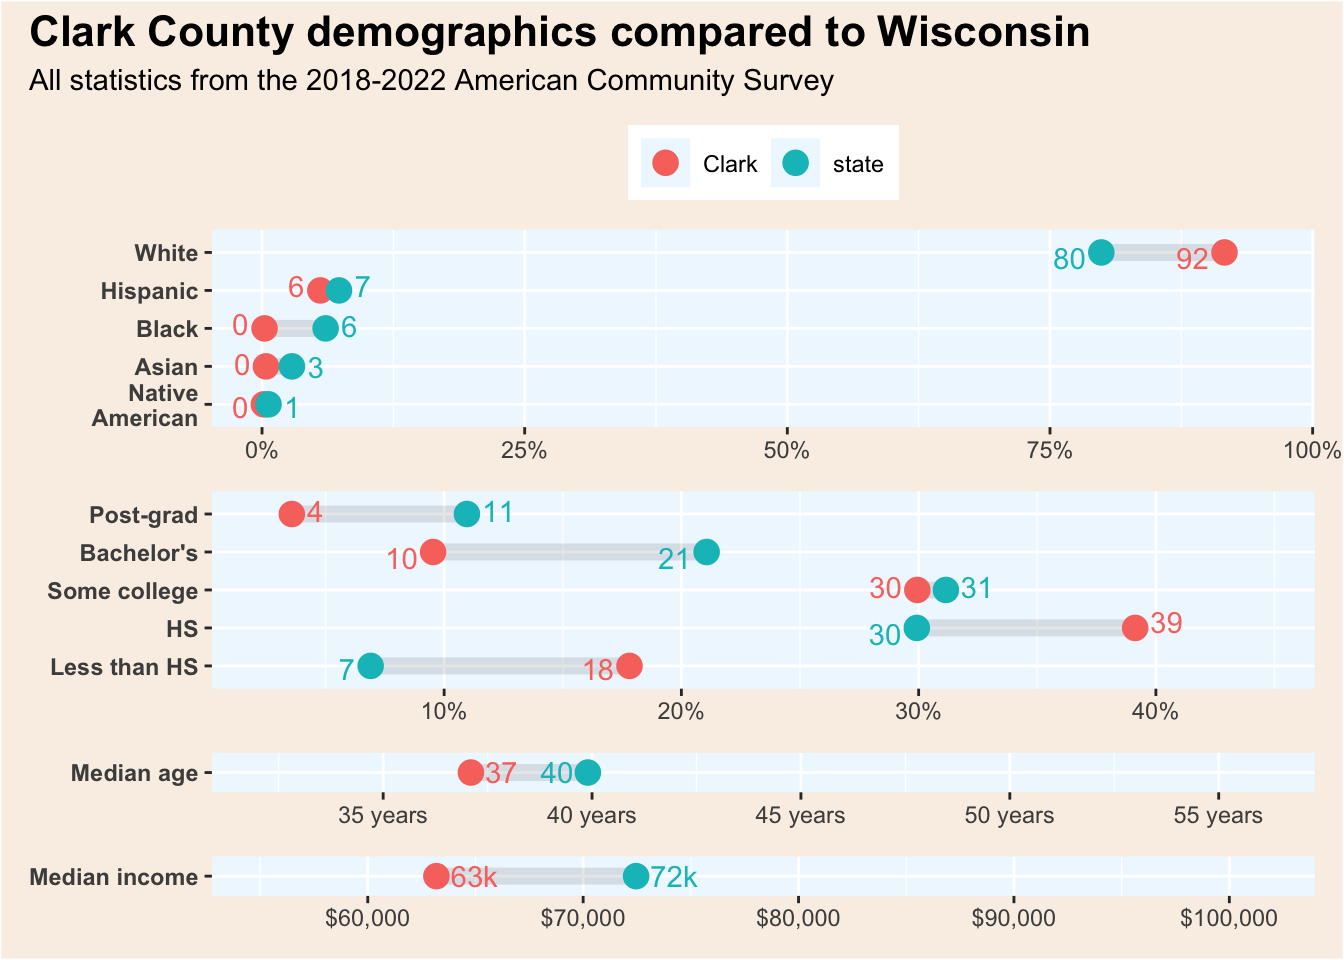 Clark County demographics compared to Wisconsin
All statistics from the 2018-2022 American Community Survey
Clark state
White 80 92
Hispanic 6 7
Black 0 6
Asian 0 3
Native
American 0 1
0% 25% 50% 75% 100%
Post-grad 4 11
Bachelor's 10 21
Some college 30 31
HS 30 39
Less than HS 7 18
10% 20% 30% 40%
Median age 37 40
35 years 40 years 45 years 50 years 55 years
Median income 63k 72k
$60,000 $70,000 $80,000 $90,000 $100,000